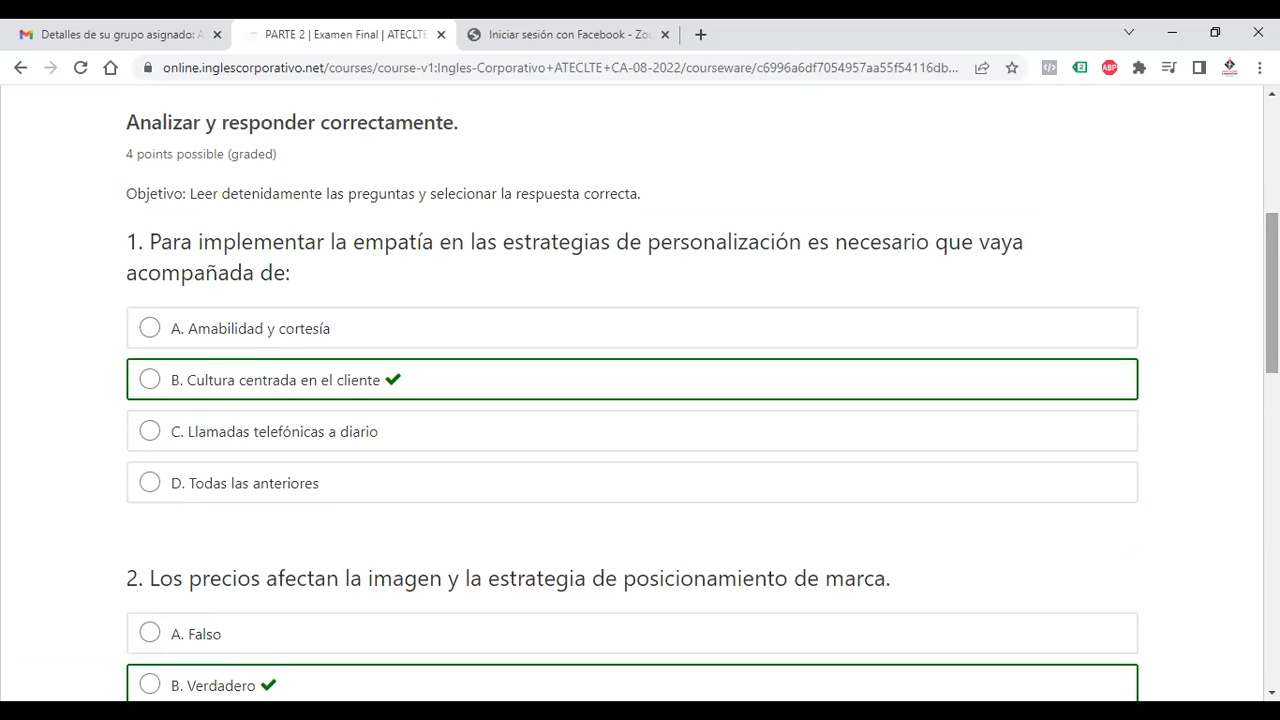 Detalles de su grupo asignado: A
PARTE 2 | Examen Final | ATECLTE
Iniciar sesión con Facebook - Zoo
online.inglescorporativo.net/courses/course-v1:Ingles-Corporativo+ATECLTE+CA-08-2022/courseware/c6996a6df7054957aa55f54116db...
ABP
Analizar y responder correctamente.
4 points possible (graded)
Objetivo: Leer detenidamente las preguntas y selecionar la respuesta correcta.
1. Para implementar la empatía en las estrategias de personalización es necesario que vaya
acompañada de:
A. Amabilidad y cortesía
B. Cultura centrada en el cliente
C. Llamadas telefónicas a diario
D. Todas las anteriores
2. Los precios afectan la imagen y la estrategia de posicionamiento de marca.
A. Falso
B. Verdadero